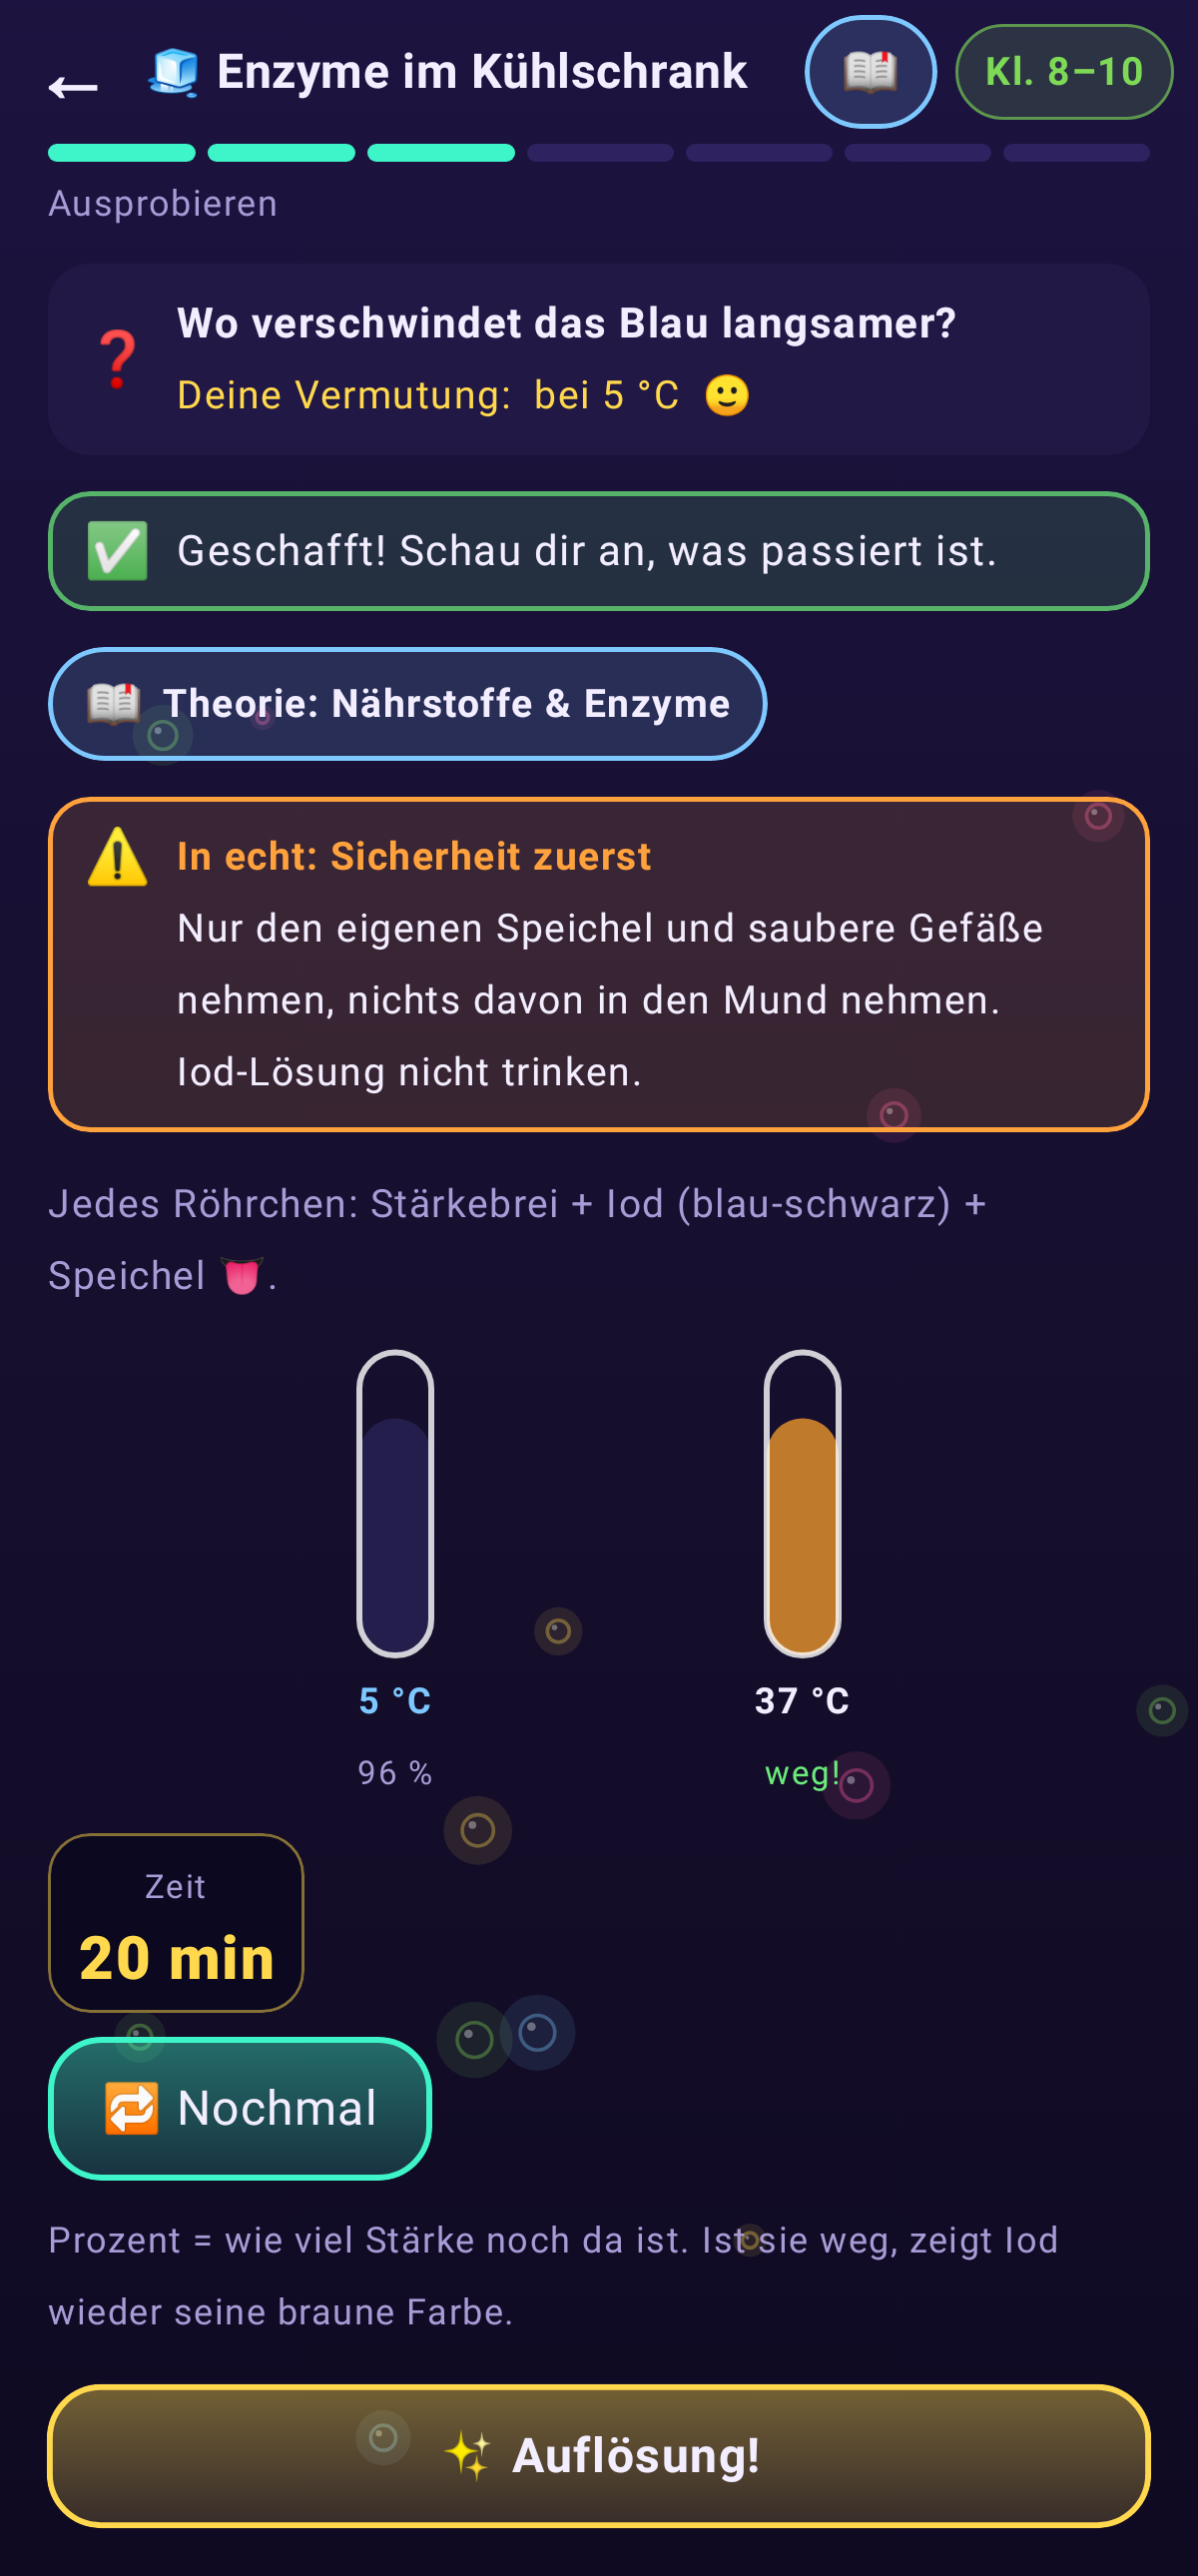 ← 🧊 Enzyme im Kühlschrank 📖 Kl. 8–10
Ausprobieren
❓ Wo verschwindet das Blau langsamer?
Deine Vermutung: bei 5 °C 🙂
✅ Geschafft! Schau dir an, was passiert ist.
📖 Theorie: Nährstoffe & Enzyme
⚠️ In echt: Sicherheit zuerst
Nur den eigenen Speichel und saubere Gefäße
nehmen, nichts davon in den Mund nehmen.
Iod-Lösung nicht trinken.
Jedes Röhrchen: Stärkebrei + Iod (blau-schwarz) +
Speichel 👅.
5 °C 37 °C
96 % weg!
Zeit
20 min
🔁 Nochmal
Prozent = wie viel Stärke noch da ist. Ist sie weg, zeigt Iod
wieder seine braune Farbe.
✨ Auflösung!